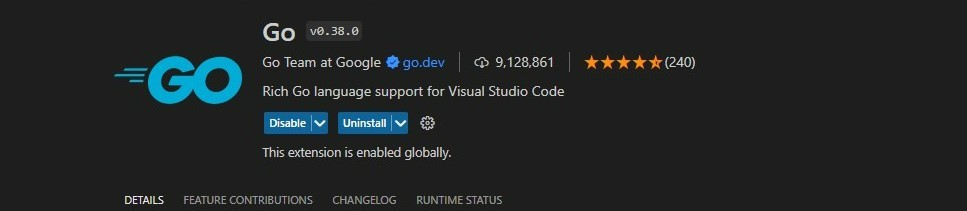 GO
Go v0.38.0
Go Team at Google go.dev 9,128,861 (240)
Rich Go language support for Visual Studio Code
Disable Uninstall
This extension is enabled globally.
DETAILS FEATURE CONTRIBUTIONS CHANGELOG RUNTIME STATUS